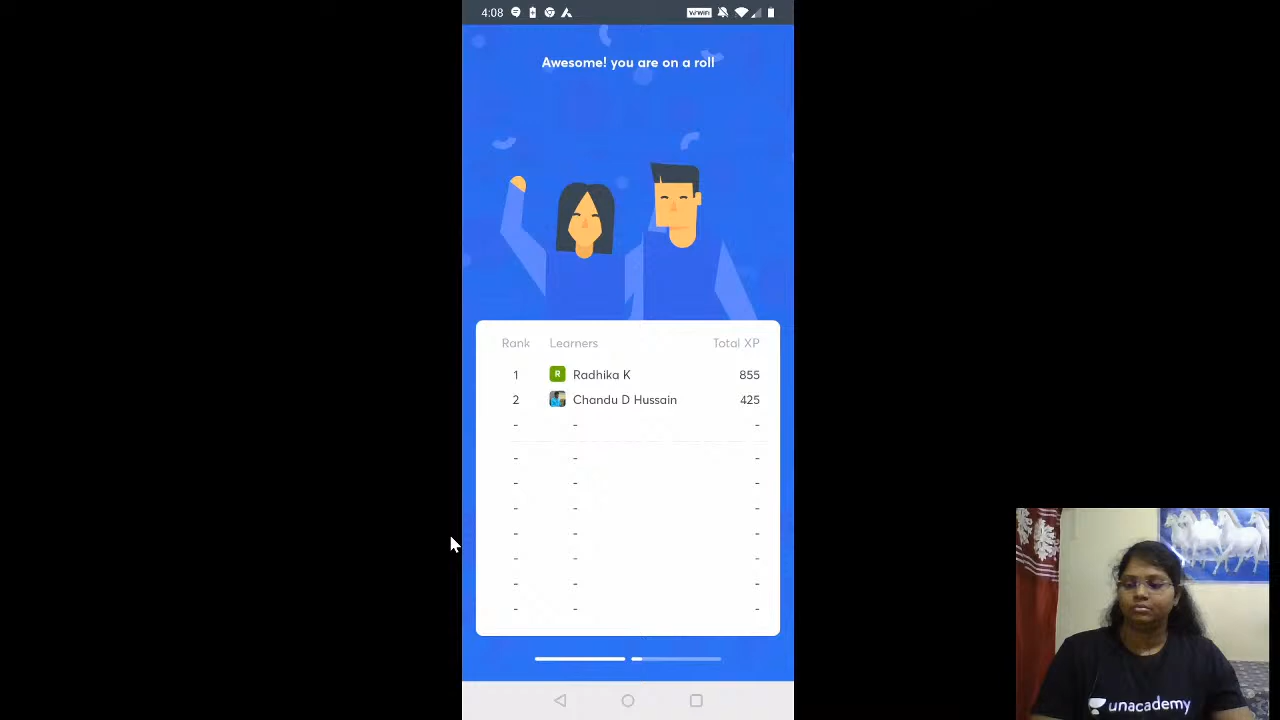 4:08
Awesome! you are on a roll
Rank Learners Total XP
1 R Radhika K 855
2 Chandu D Hussain 425
- - -
- - -
- - -
- - -
- - -
- - -
- - -
- - -
unacademy